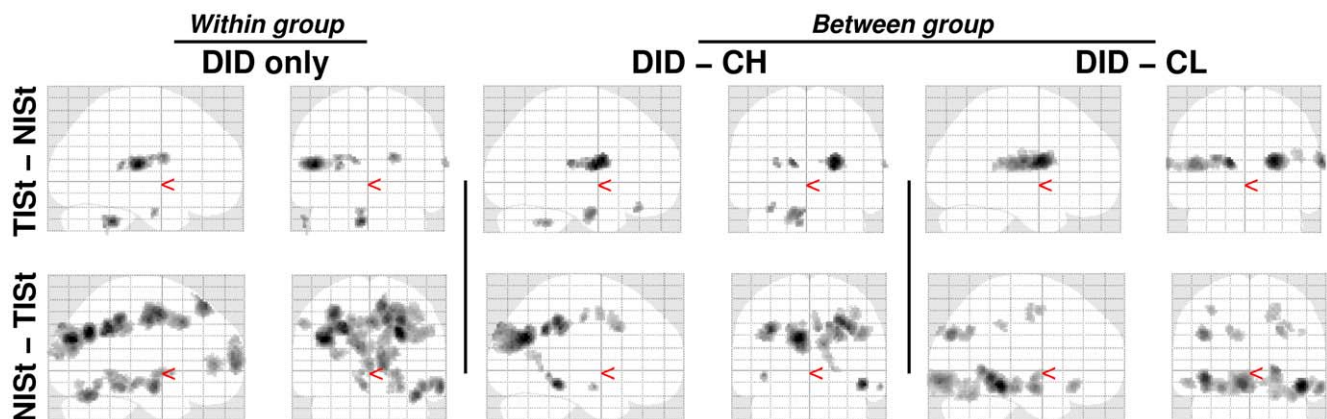 Within group
Between group
DID only
DID – CH
DID – CL
TISt – NISt
<
<
<
<
<
<
NISt – TISt
<
<
<
<
<
<